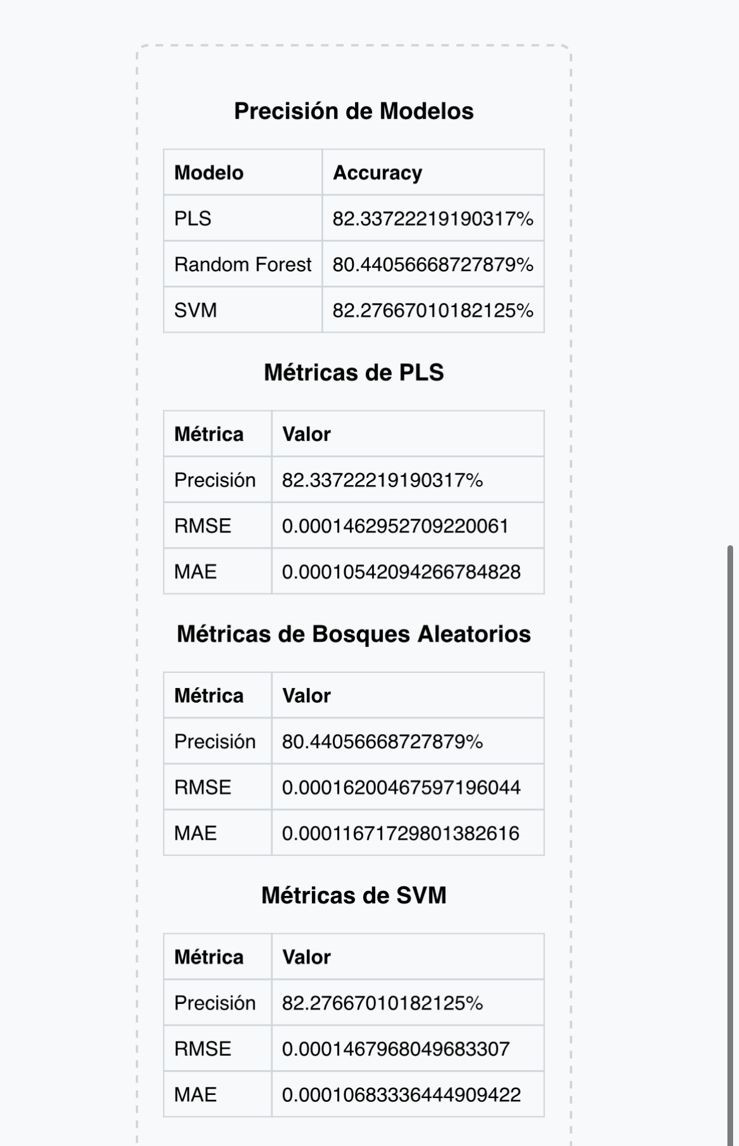 Precisión de Modelos
Modelo Accuracy
PLS 82.33722219190317%
Random Forest 80.44056668727879%
SVM 82.27667010182125%
Métricas de PLS
Métrica Valor
Precisión 82.33722219190317%
RMSE 0.0001462952709220061
MAE 0.00010542094266784828
Métricas de Bosques Aleatorios
Métrica Valor
Precisión 80.44056668727879%
RMSE 0.00016200467597196044
MAE 0.00011671729801382616
Métricas de SVM
Métrica Valor
Precisión 82.27667010182125%
RMSE 0.0001467968049683307
MAE 0.00010683336444909422